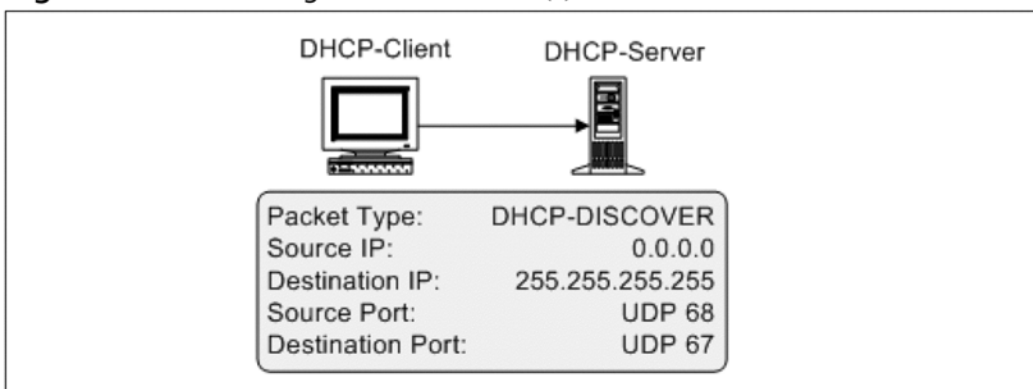 DHCP-Client DHCP-Server
Packet Type: DHCP-DISCOVER
Source IP: 0.0.0.0
Destination IP: 255.255.255.255
Source Port: UDP 68
Destination Port: UDP 67